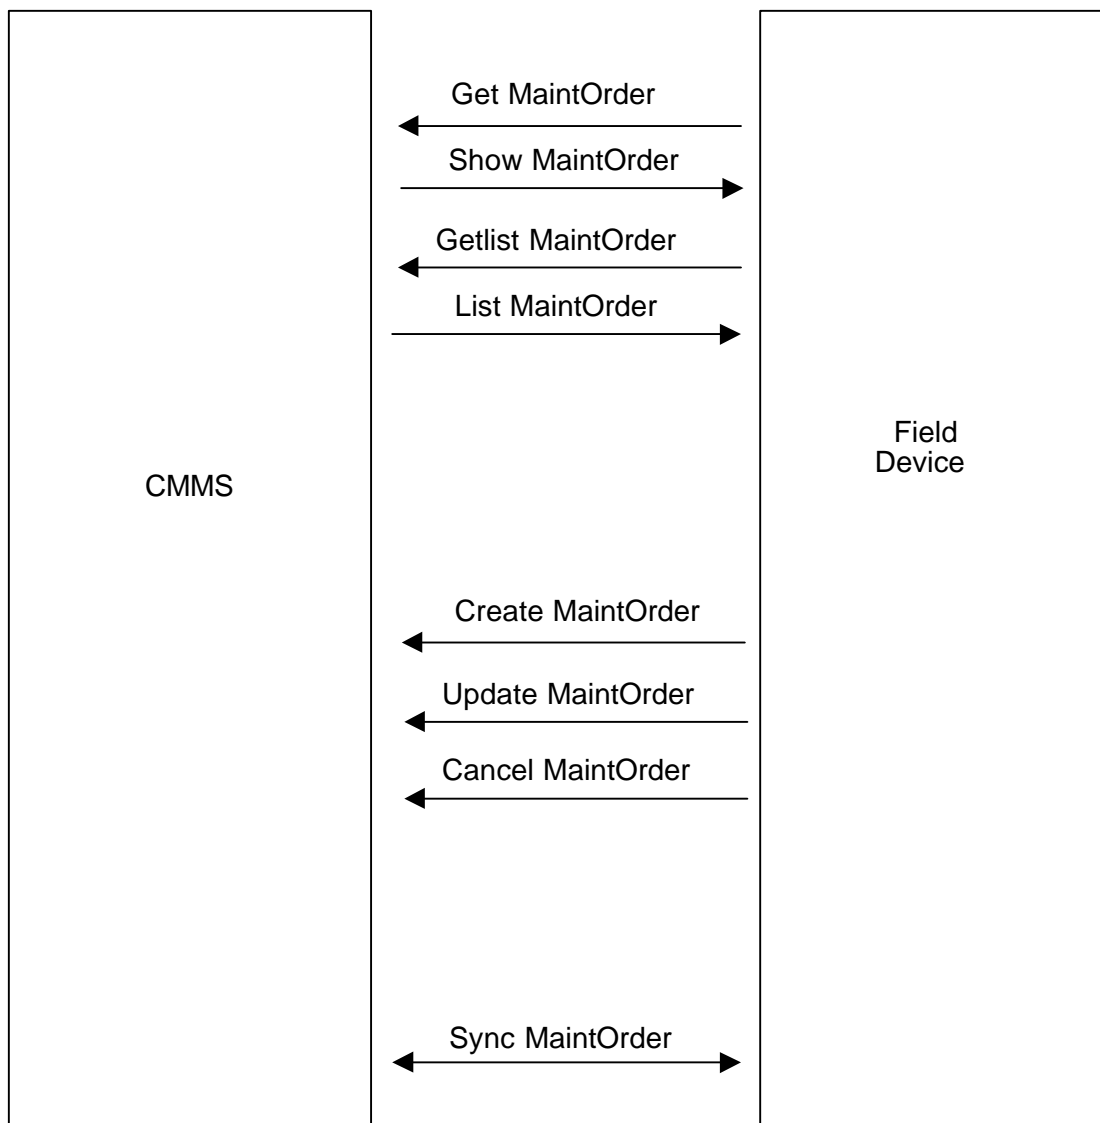 Get MaintOrder
Show MaintOrder
Getlist MaintOrder
List MaintOrder
Field
Device
CMMS
Create MaintOrder
Update MaintOrder
Cancel MaintOrder
Sync MaintOrder